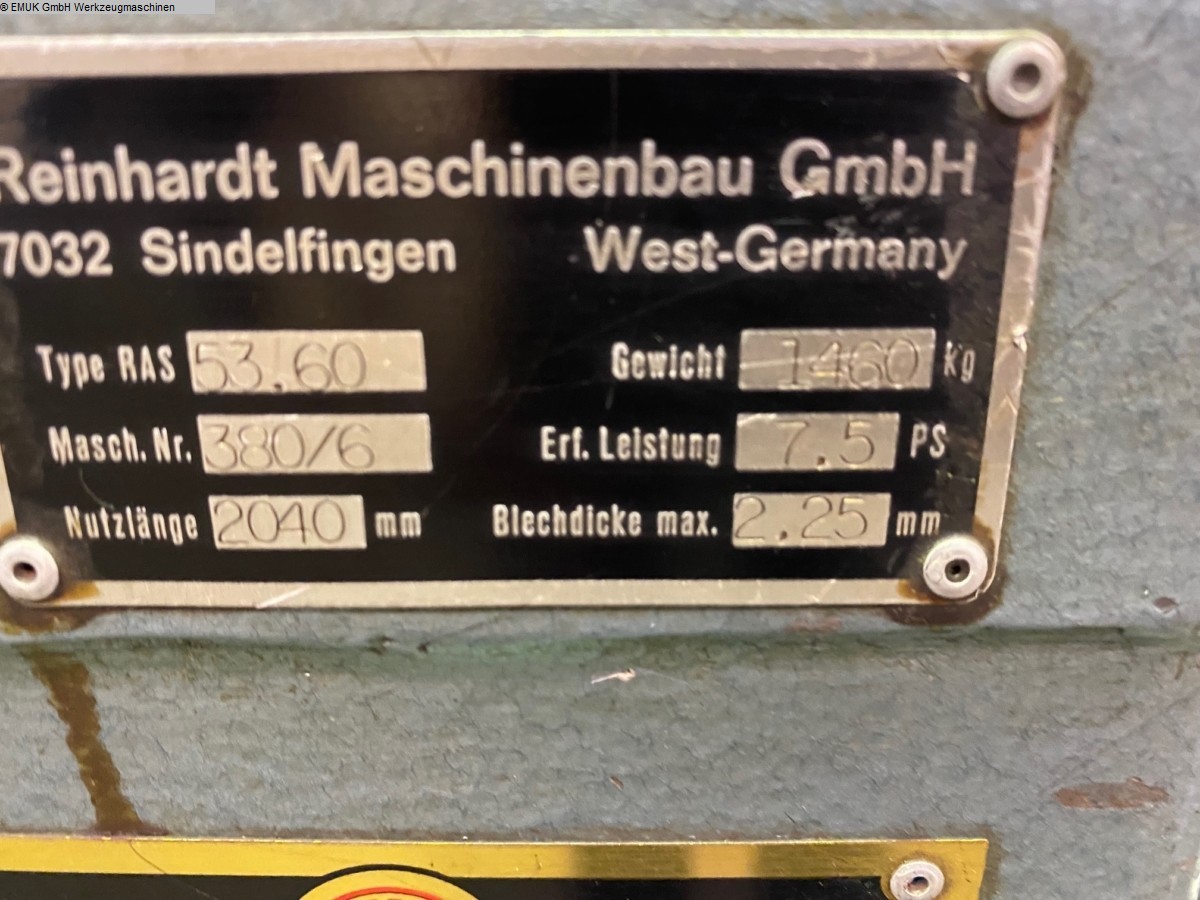 © EMUK GmbH Werkzeugmaschinen
Reinhardt Maschinenbau GmbH
7032 Sindelfingen West-Germany
Type RAS 53.60 Gewicht 1460 kg
Masch. Nr. 380/6 Erf. Leistung 7.5 PS
Nutzlänge 2040 mm Blechdicke max. 2.25 mm